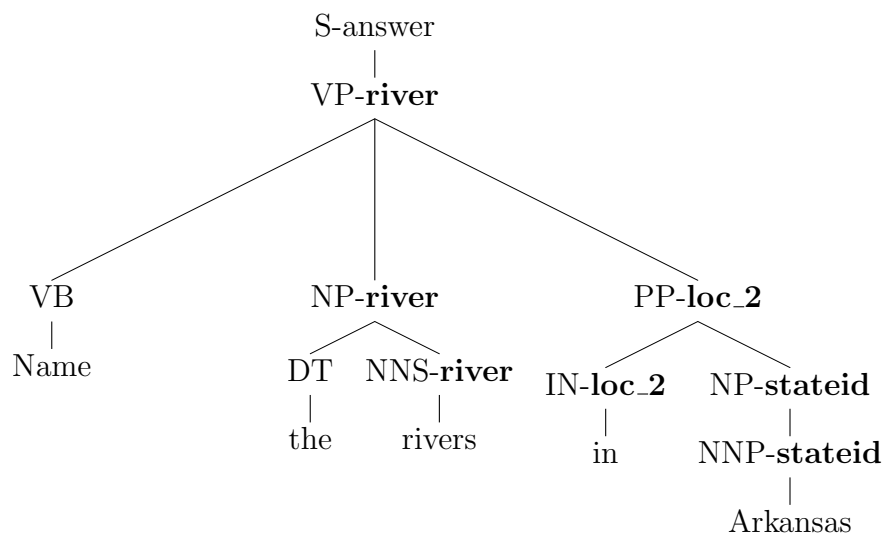 S-answer
VP-river
VB NP-river PP-loc_2
Name DT NNS-river IN-loc_2 NP-stateid
the rivers in NNP-stateid
Arkansas